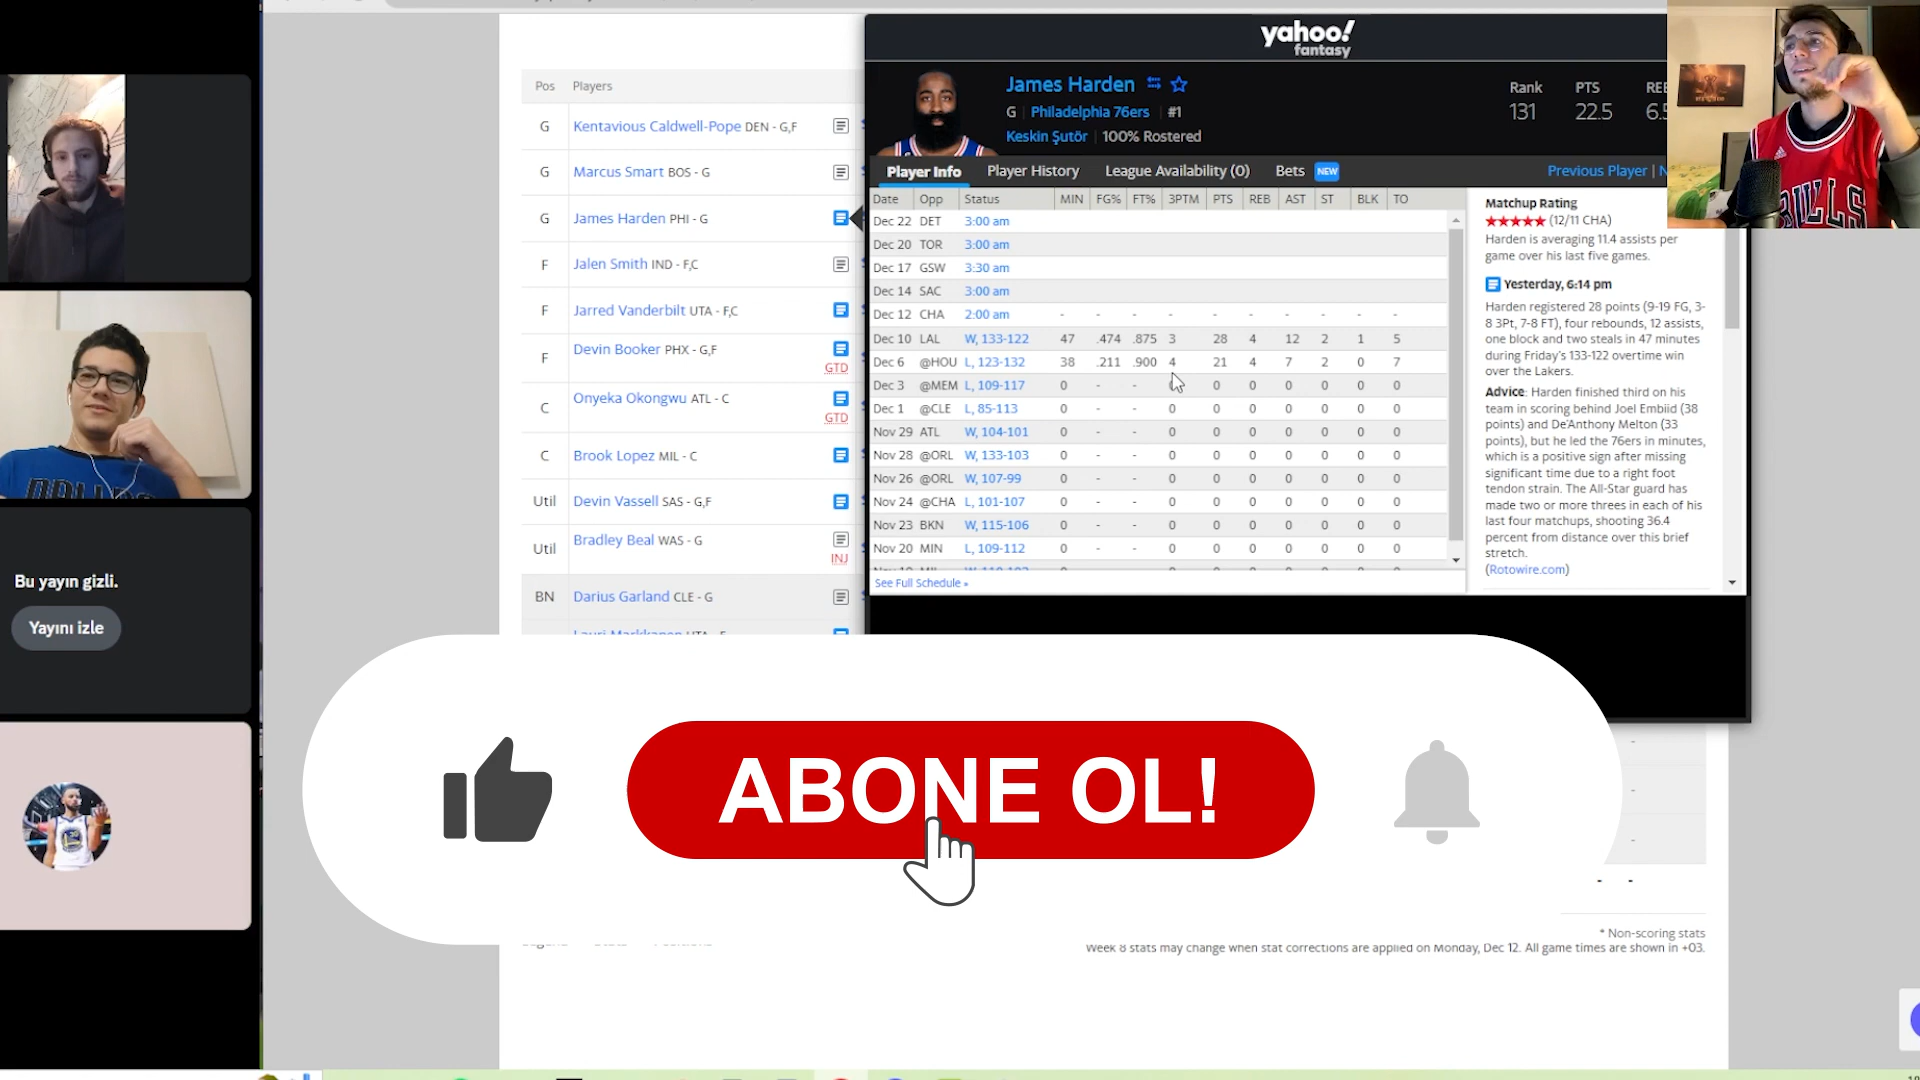 Bu yayın gizli.
Yayını izle
Pos Players
G Kentavious Caldwell-Pope DEN - G,F
G Marcus Smart BOS - G
G James Harden PHI - G
F Jalen Smith IND - F,C
F Jarred Vanderbilt UTA - F,C
F Devin Booker PHX - G,F
GTD
C Onyeka Okongwu ATL - C
GTD
C Brook Lopez MIL - C
Util Devin Vassell SAS - G,F
Util Bradley Beal WAS - G
INJ
BN Darius Garland CLE - G
yahoo!
fantasy
James Harden
G Philadelphia 76ers #1
Keskin Şutör 100% Rostered
Rank PTS
131 22.5
Player Info Player History League Availability (0) Bets NEW
Previous Player |
Date Opp Status MIN FG% FT% 3PTM PTS REB AST ST BLK TO
Dec 22 DET 3:00 am
Dec 20 TOR 3:00 am
Dec 17 GSW 3:30 am
Dec 14 SAC 3:00 am
Dec 12 CHA 2:00 am - - - - - - - - - -
Dec 10 LAL W, 133-122 47 .474 .875 3 28 4 12 2 1 5
Dec 6 @HOU L, 123-132 38 .211 .900 4 21 4 7 2 0 7
Dec 3 @MEM L, 109-117 0 - - 0 0 0 0 0 0 0
Dec 1 @CLE L, 85-113 0 - - 0 0 0 0 0 0 0
Nov 29 ATL W, 104-101 0 - - 0 0 0 0 0 0 0
Nov 28 @ORL W, 133-103 0 - - 0 0 0 0 0 0 0
Nov 26 @ORL W, 107-99 0 - - 0 0 0 0 0 0 0
Nov 24 @CHA L, 101-107 0 - - 0 0 0 0 0 0 0
Nov 23 BKN W, 115-106 0 - - 0 0 0 0 0 0 0
Nov 20 MIN L, 109-112 0 - - 0 0 0 0 0 0 0
See Full Schedule »
Matchup Rating
★★★★★ (12/11 CHA)
Harden is averaging 11.4 assists per
game over his last five games.
Yesterday, 6:14 pm
Harden registered 28 points (9-19 FG, 3-
8 3Pt, 7-8 FT), four rebounds, 12 assists,
one block and two steals in 47 minutes
during Friday's 133-122 overtime win
over the Lakers.
Advice: Harden finished third on his
team in scoring behind Joel Embiid (38
points) and De'Anthony Melton (33
points), but he led the 76ers in minutes,
which is a positive sign after missing
significant time due to a right foot
tendon strain. The All-Star guard has
made two or more threes in each of his
last four matchups, shooting 36.4
percent from distance over this brief
stretch.
(Rotowire.com)
BULLS
ABONE OL!
* Non-scoring stats
Week 8 stats may change when stat corrections are applied on Monday, Dec 12. All game times are shown in +03.